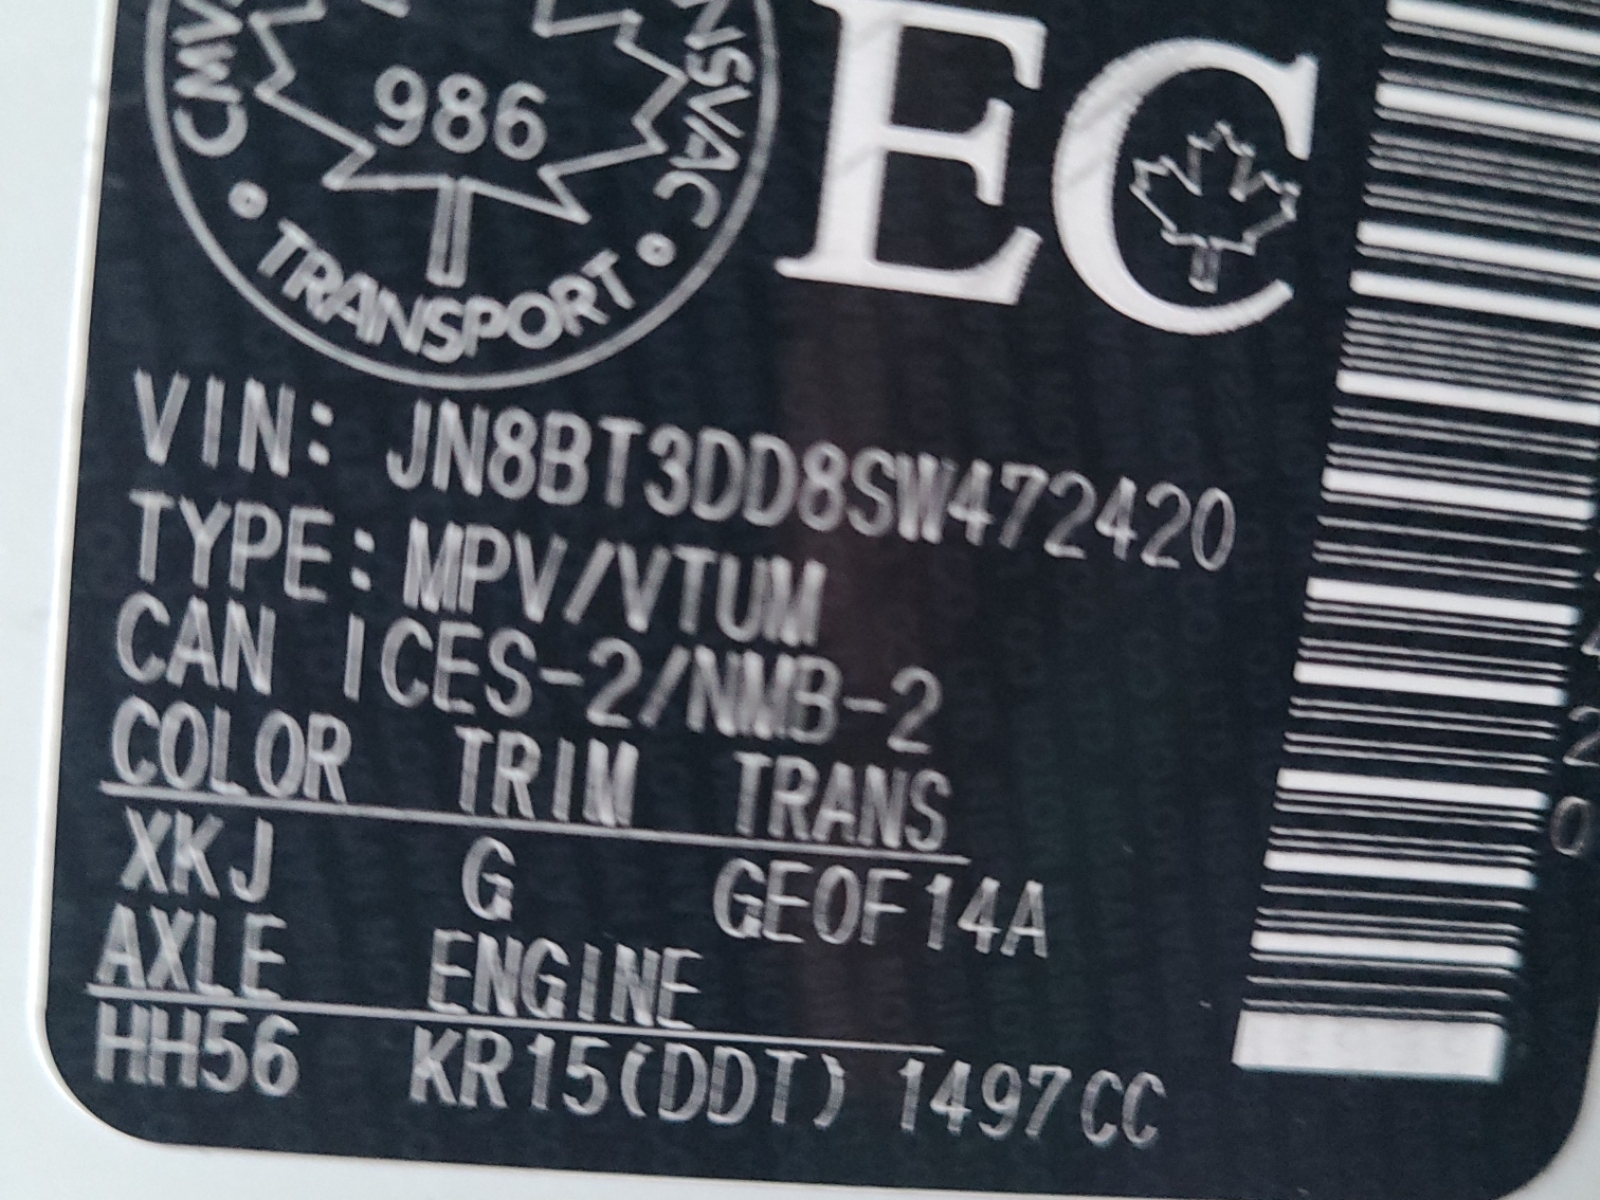 986
TRANSPORT
EC
VIN: JN8BT3DD8SW472420
TYPE: MPV/VTUM
CAN ICES-2/NMB-2
COLOR TRIM TRANS
XKJ G GE0F14A
AXLE ENGINE
HH56 KR15(DDT) 1497CC